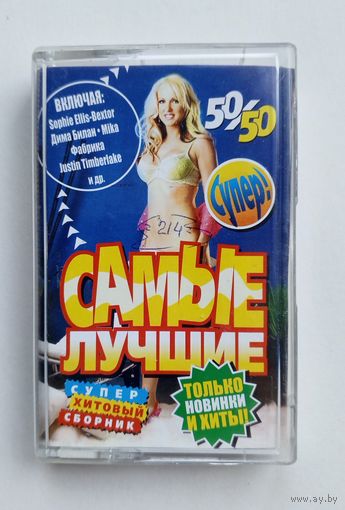 ВКЛЮЧАЯ:
Sophie Ellis-Bextor
Дима Билан • Mika
Фабрика
Justin Timberlake
и др.
50/50
Супер!
214
САМЫЕ
ЛУЧШИЕ
СУПЕР
ХИТОВЫЙ
СБОРНИК
ТОЛЬКО
НОВИНКИ
И ХИТЫ!!
www.ay.by